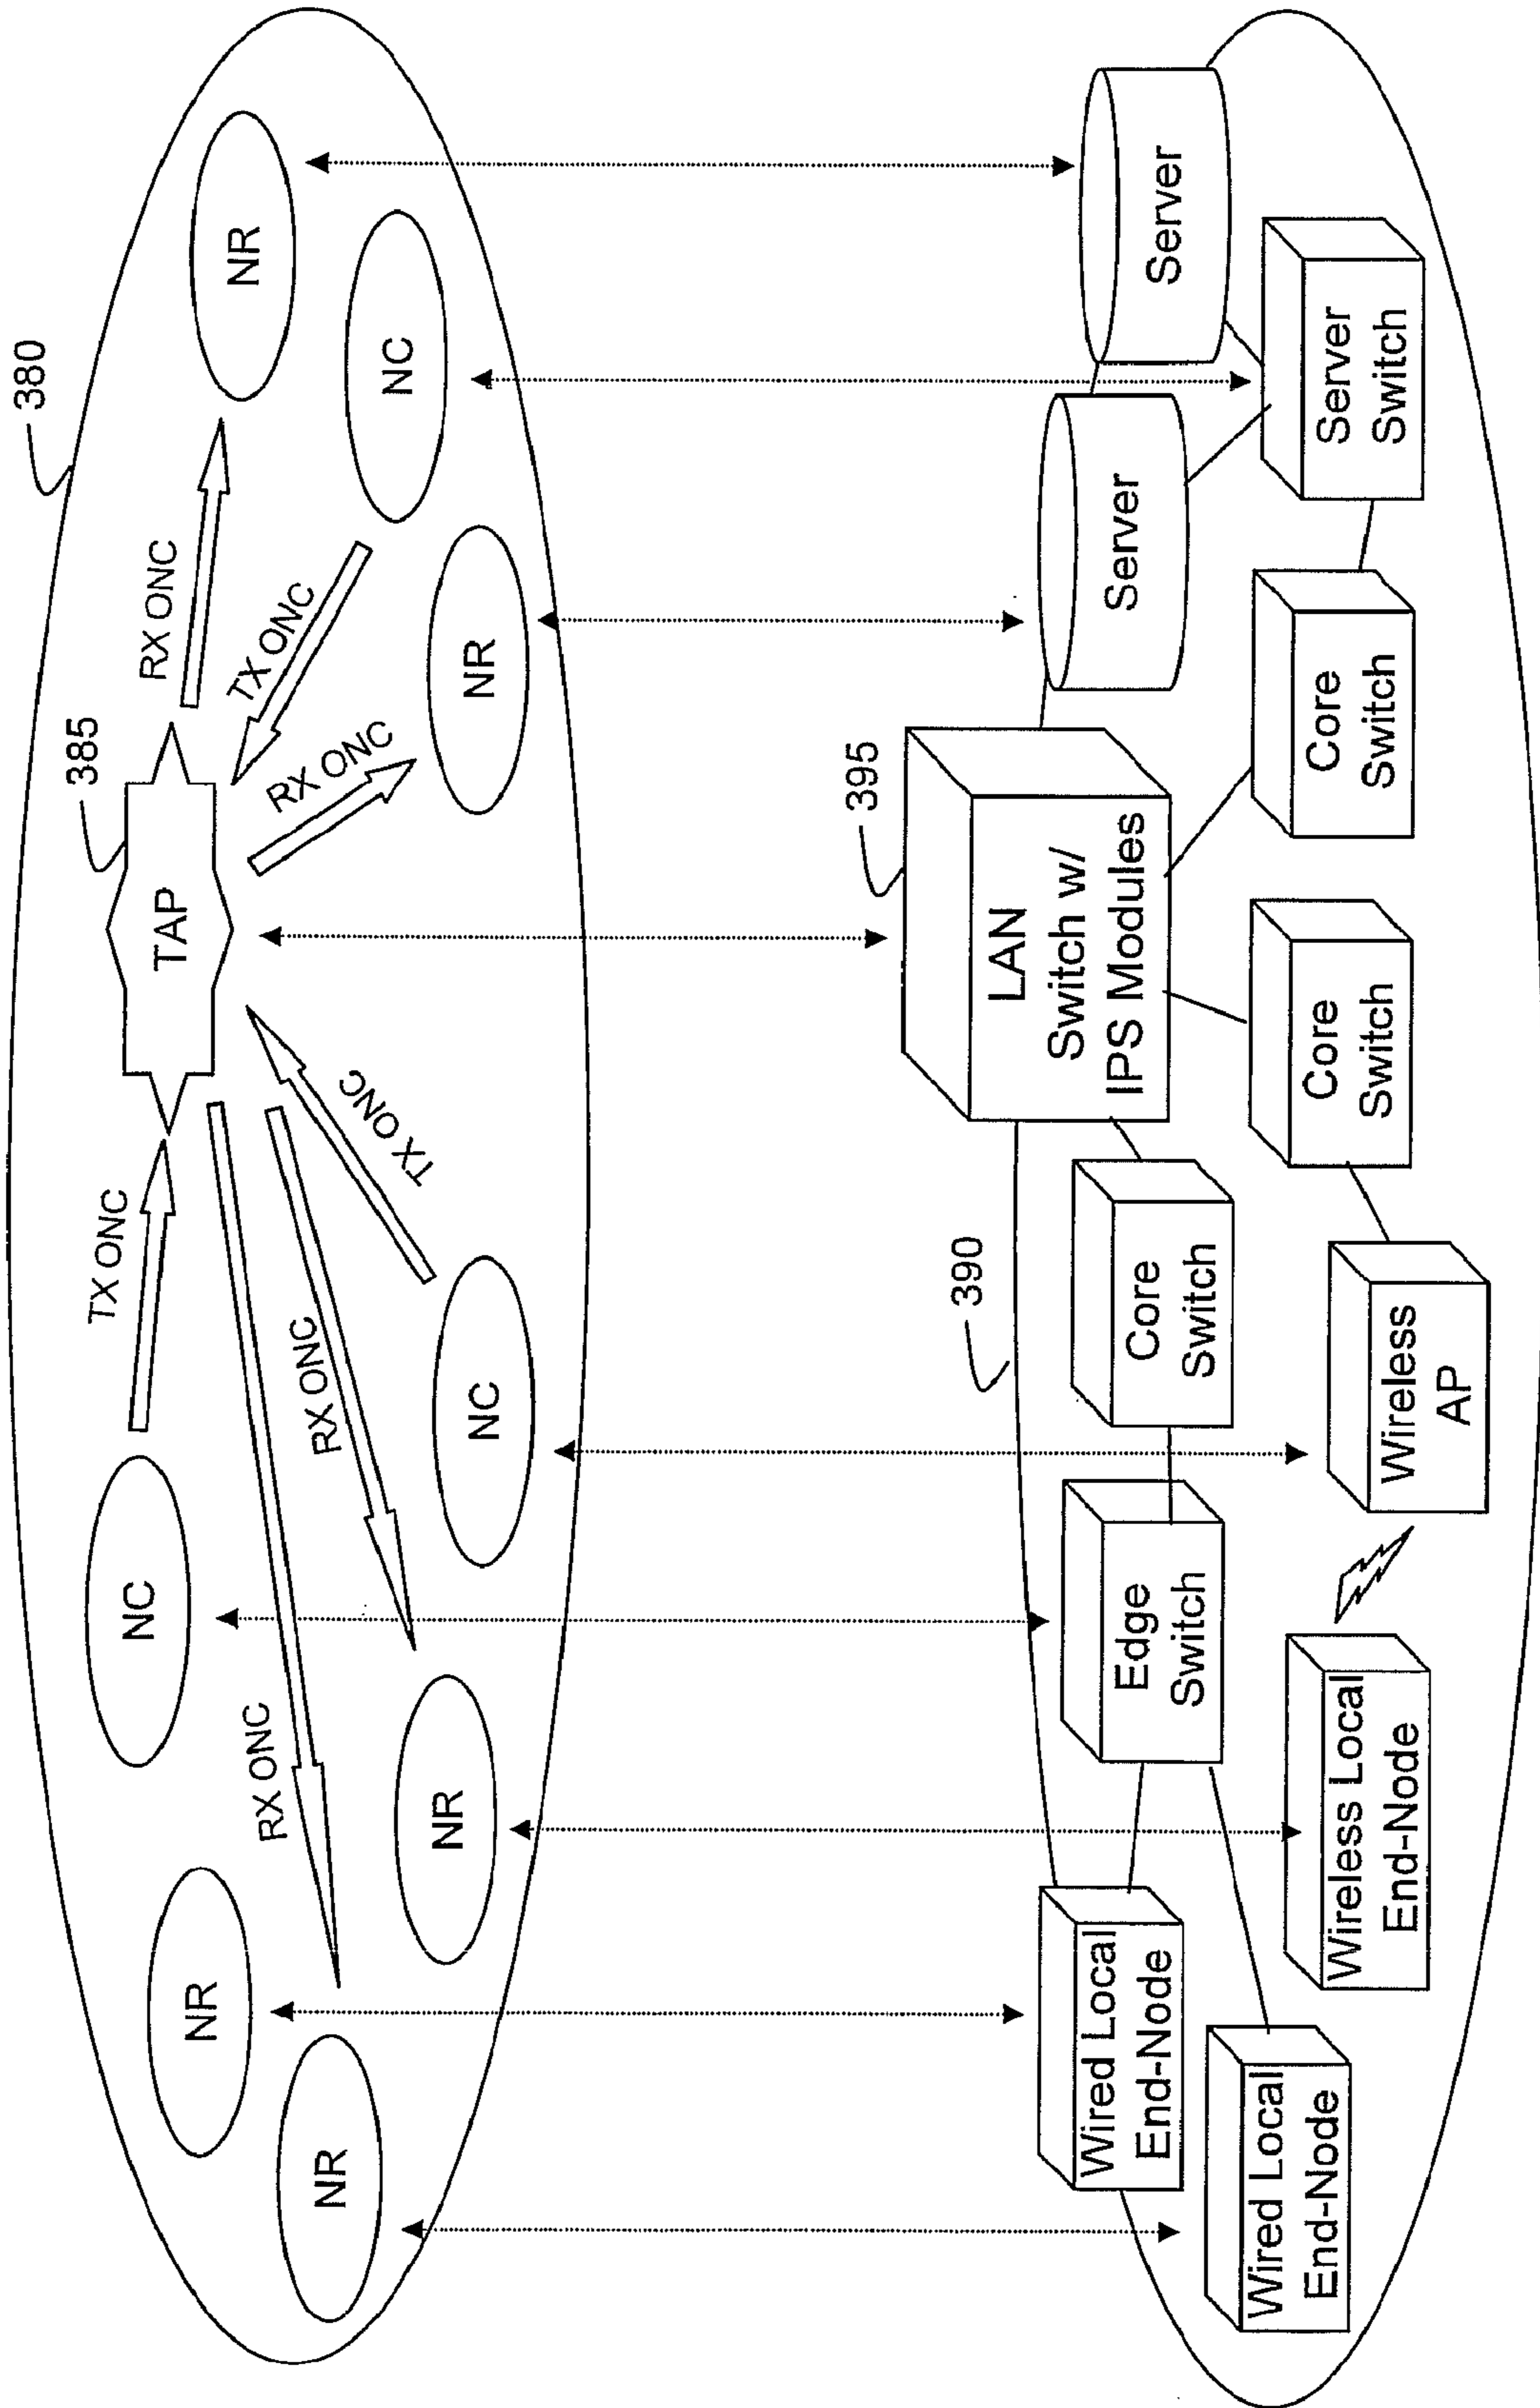 380
385
TAP
TX ONC
RX ONC
RX ONC
TX ONC
RX ONC
RX ONC
TX ONC
NR
NR
NC
NR
NC
NR
NC
NR
390
395
LAN
Switch w/
IPS Modules
Wired Local
End-Node
Wired Local
End-Node
Wireless Local
End-Node
Edge
Switch
Wireless
AP
Core
Switch
Core
Switch
Core
Switch
Server
Server
Server
Switch